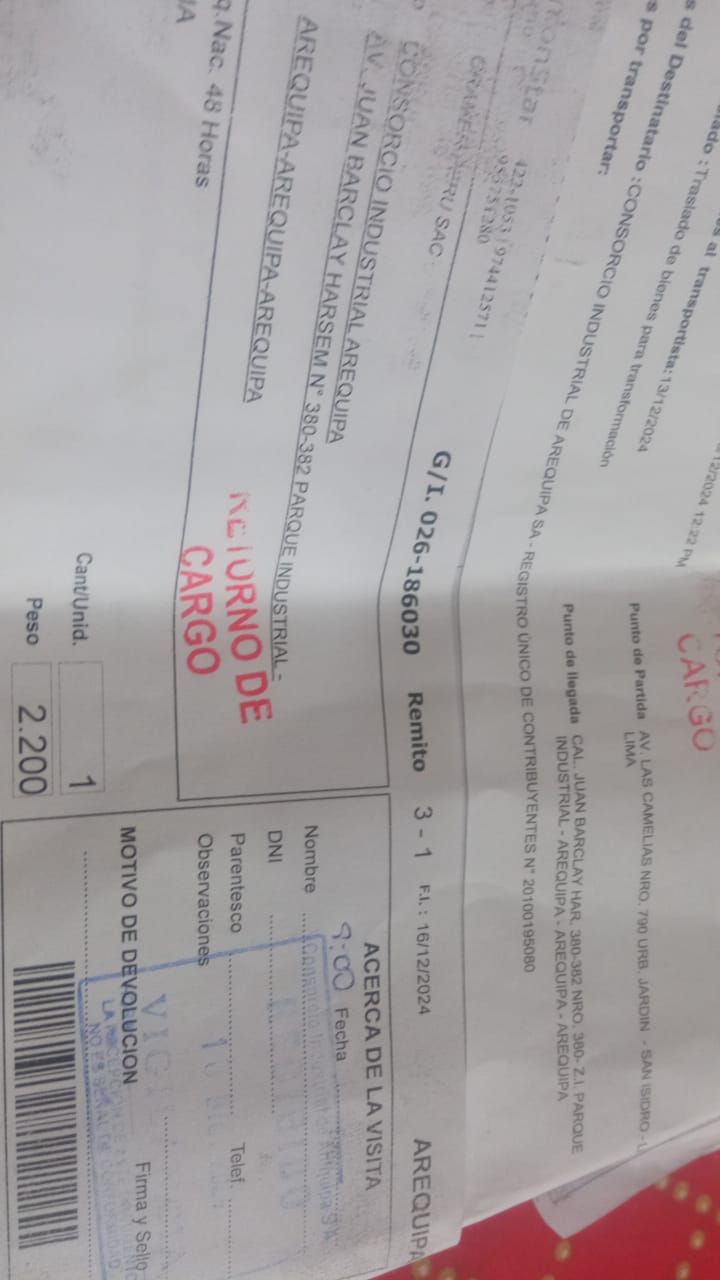 12/2024 12:22 PM
al transportista:13/12/2024
:Traslado de bienes para transformación
del Destinatario :CONSORCIO INDUSTRIAL DE AREQUIPA SA - REGISTRO ÚNICO DE CONTRIBUYENTES N° 20100195080
por transportar:
CARGO
Punto de Partida AV. LAS CAMELIAS NRO. 790 URB. JARDIN - SAN ISIDRO -
LIMA
Punto de llegada CAL. JUAN BARCLAY HAR. 380-382 NRO. 380- Z.I. PARQUE
INDUSTRIAL - AREQUIPA - AREQUIPA - AREQUIPA
974412571
G/I. 026-186030 Remito 3 - 1 F.I.: 16/12/2024 AREQUIPA
SAC
CONSORCIO INDUSTRIAL AREQUIPA
AV. JUAN BARCLAY HARSEM N° 380-382 PARQUE INDUSTRIAL -
AREQUIPA-AREQUIPA-AREQUIPA
Nac. 48 Horas
RETORNO DE
CARGO
Cant/Unid. 1
Peso 2.200
ACERCA DE LA VISITA
9:00 Fecha
Nombre
DNI
Parentesco Telef.
Observaciones
MOTIVO DE DEVOLUCION
Firma y Sello